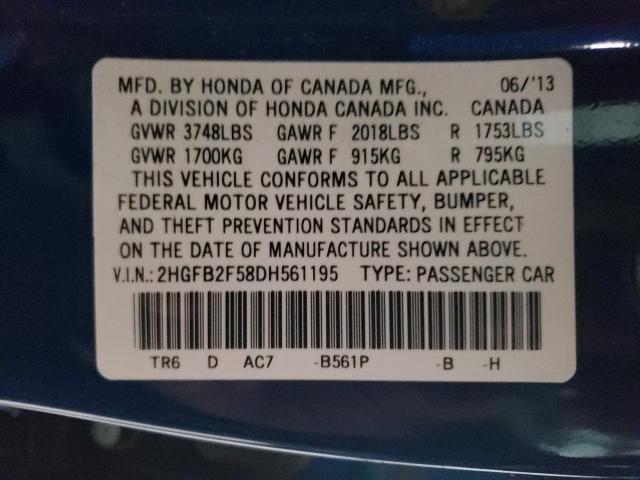 MFD. BY HONDA OF CANADA MFG., 06/'13
A DIVISION OF HONDA CANADA INC. CANADA
GVWR 3748LBS GAWR F 2018LBS R 1753LBS
GVWR 1700KG GAWR F 915KG R 795KG
THIS VEHICLE CONFORMS TO ALL APPLICABLE
FEDERAL MOTOR VEHICLE SAFETY, BUMPER,
AND THEFT PREVENTION STANDARDS IN EFFECT
ON THE DATE OF MANUFACTURE SHOWN ABOVE.
V.I.N.: 2HGFB2F58DH561195 TYPE: PASSENGER CAR
TR6 D AC7 -B561P -B -H